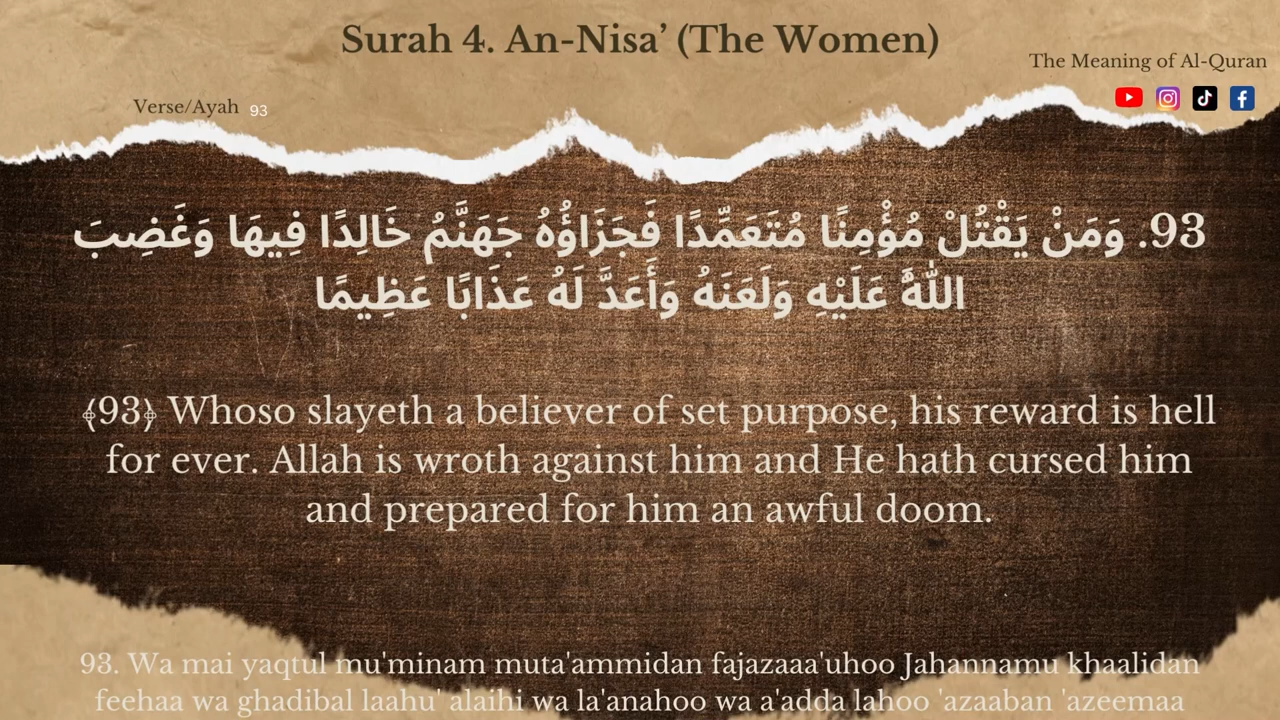 Surah 4. An-Nisa’ (The Women)
The Meaning of Al-Quran
Verse/Ayah 93
93. وَمَنْ يَقْتُلْ مُؤْمِنًا مُتَعَمِّدًا فَجَزَاؤُهُ جَهَنَّمُ خَالِدًا فِيهَا وَغَضِبَ
اللَّهُ عَلَيْهِ وَلَعَنَهُ وَأَعَدَّ لَهُ عَذَابًا عَظِيمًا
﴾93﴿ Whoso slayeth a believer of set purpose, his reward is hell
for ever. Allah is wroth against him and He hath cursed him
and prepared for him an awful doom.
93. Wa mai yaqtul mu'minam muta'ammidan fajazaaa'uhoo Jahannamu khaalidan
feehaa wa ghadibal laahu' alaihi wa la'anahoo wa a'adda lahoo 'azaaban 'azeemaa